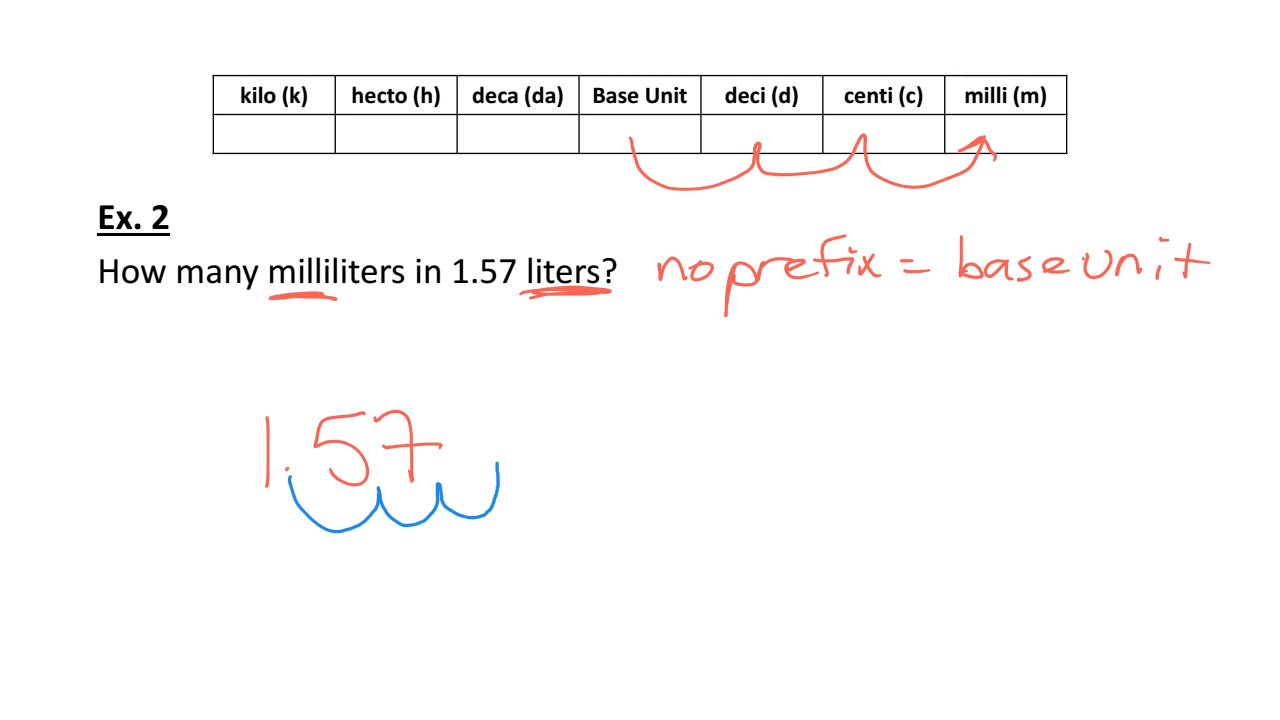 kilo (k) hecto (h) deca (da) Base Unit deci (d) centi (c) milli (m)
Ex. 2
How many milliliters in 1.57 liters? no prefix = base unit
1.57